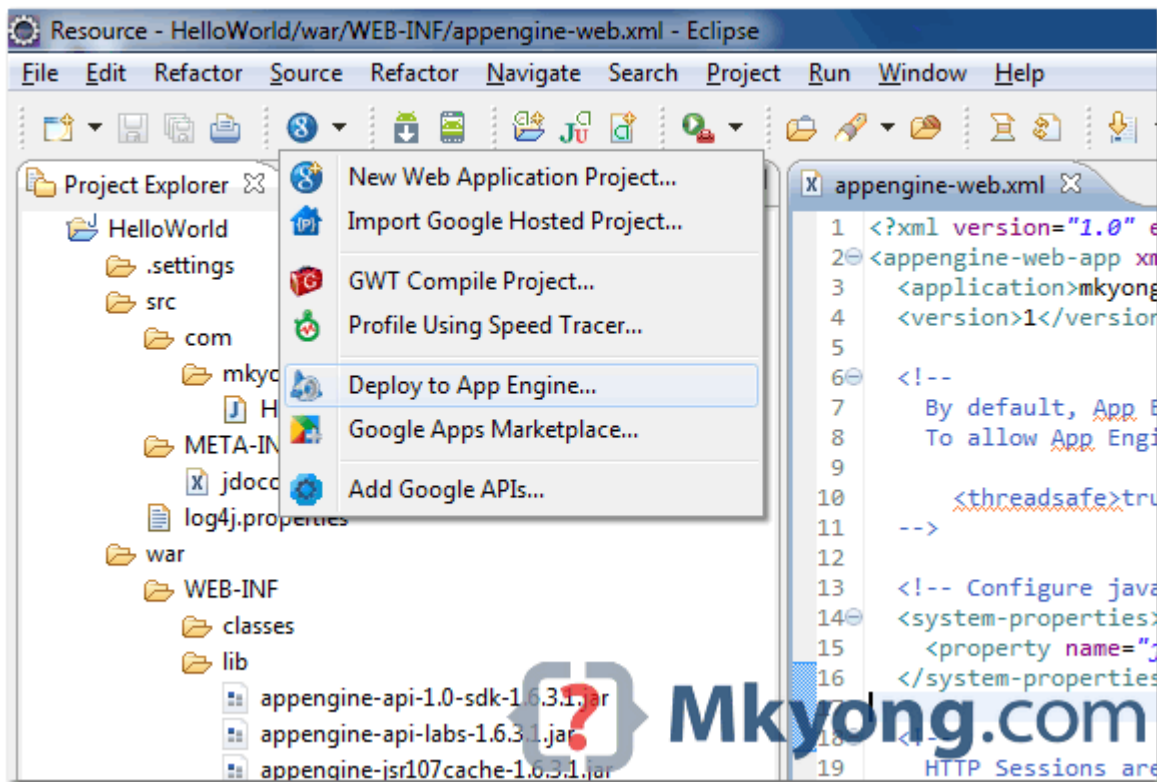 Resource - HelloWorld/war/WEB-INF/appengine-web.xml - Eclipse
File Edit Refactor Source Refactor Navigate Search Project Run Window Help
Project Explorer
HelloWorld
.settings
src
com
mkyo
H
META-IN
jdoco
log4j.properties
war
WEB-INF
classes
lib
appengine-api-1.0-sdk-1.6.3.1.jar
appengine-api-labs-1.6.3.1.jar
appengine-jsr107cache-1.6.3.1.jar
New Web Application Project...
Import Google Hosted Project...
GWT Compile Project...
Profile Using Speed Tracer...
Deploy to App Engine...
Google Apps Marketplace...
Add Google APIs...
appengine-web.xml
1 <?xml version="1.0" e
2 <appengine-web-app xm
3 <application>mkyong
4 <version>1</version
5
6 <!--
7 By default, App E
8 To allow App Engi
9
10 <threadsafe>tru
11 -->
12
13 <!-- Configure java
14 <system-properties>
15 <property name="j
16 </system-properties
17
18 <!--
19 HTTP Sessions are
Mkyong.com